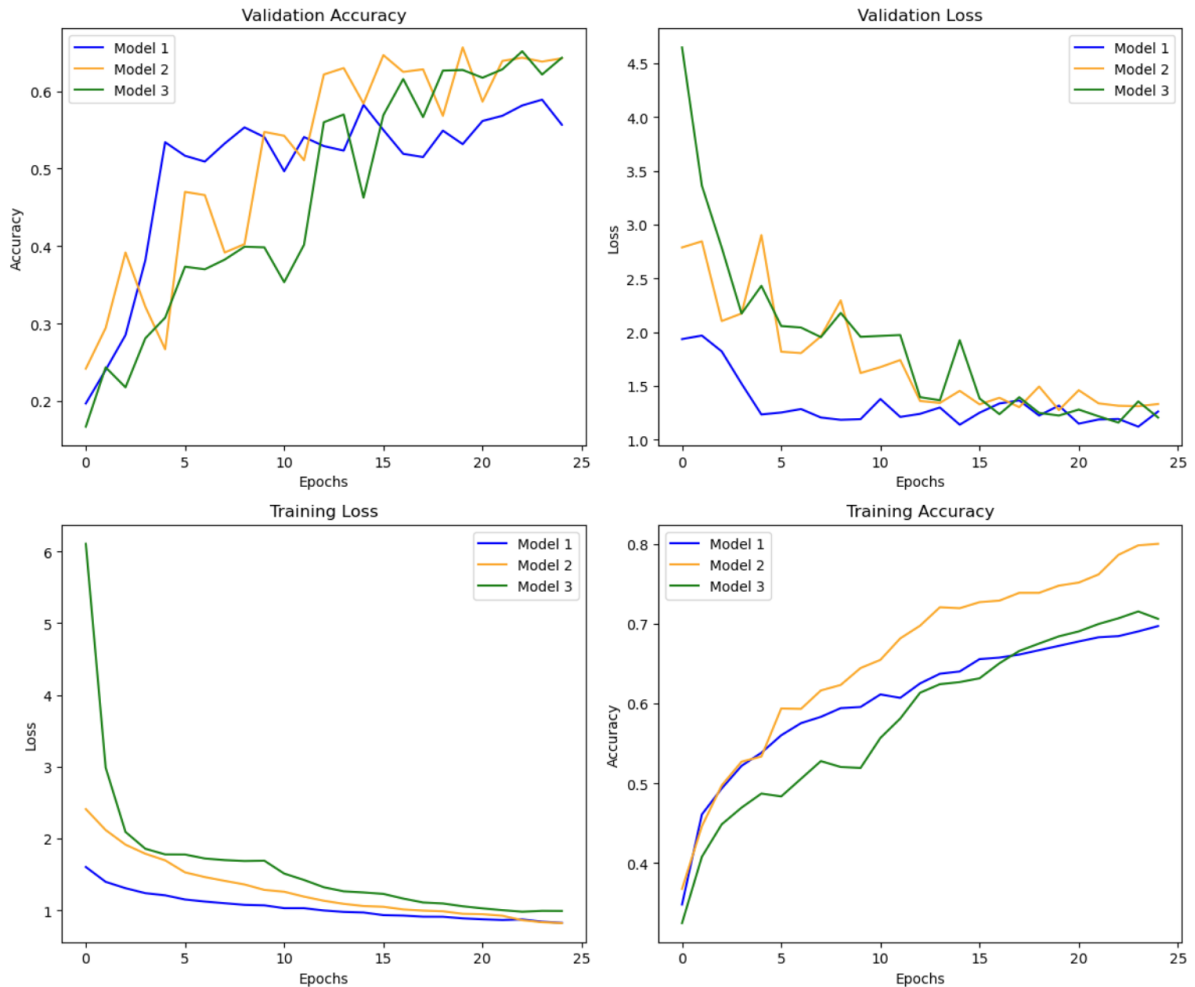 Validation Accuracy
Model 1
Model 2
Model 3
0.6
0.5
0.4
0.3
0.2
Accuracy
0 5 10 15 20 25
Epochs
Validation Loss
Model 1
Model 2
Model 3
4.5
4.0
3.5
3.0
2.5
2.0
1.5
1.0
Loss
0 5 10 15 20 25
Epochs
Training Loss
Model 1
Model 2
Model 3
6
5
4
3
2
1
Loss
0 5 10 15 20 25
Epochs
Training Accuracy
Model 1
Model 2
Model 3
0.8
0.7
0.6
0.5
0.4
Accuracy
0 5 10 15 20 25
Epochs